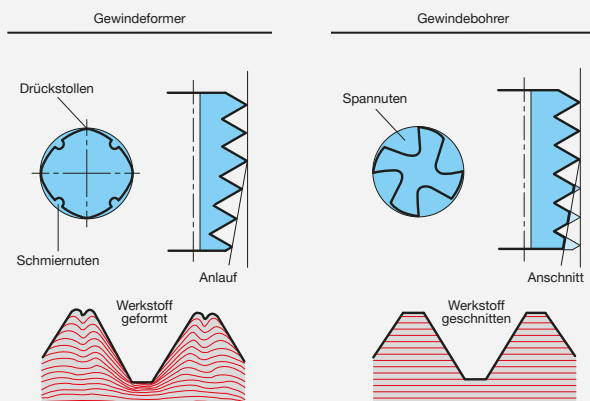 Gewindeformer
Gewindebohrer
Drückstollen
Spannuten
Schmiernuten
Anlauf
Anschnitt
Werkstoff
geformt
Werkstoff
geschnitten